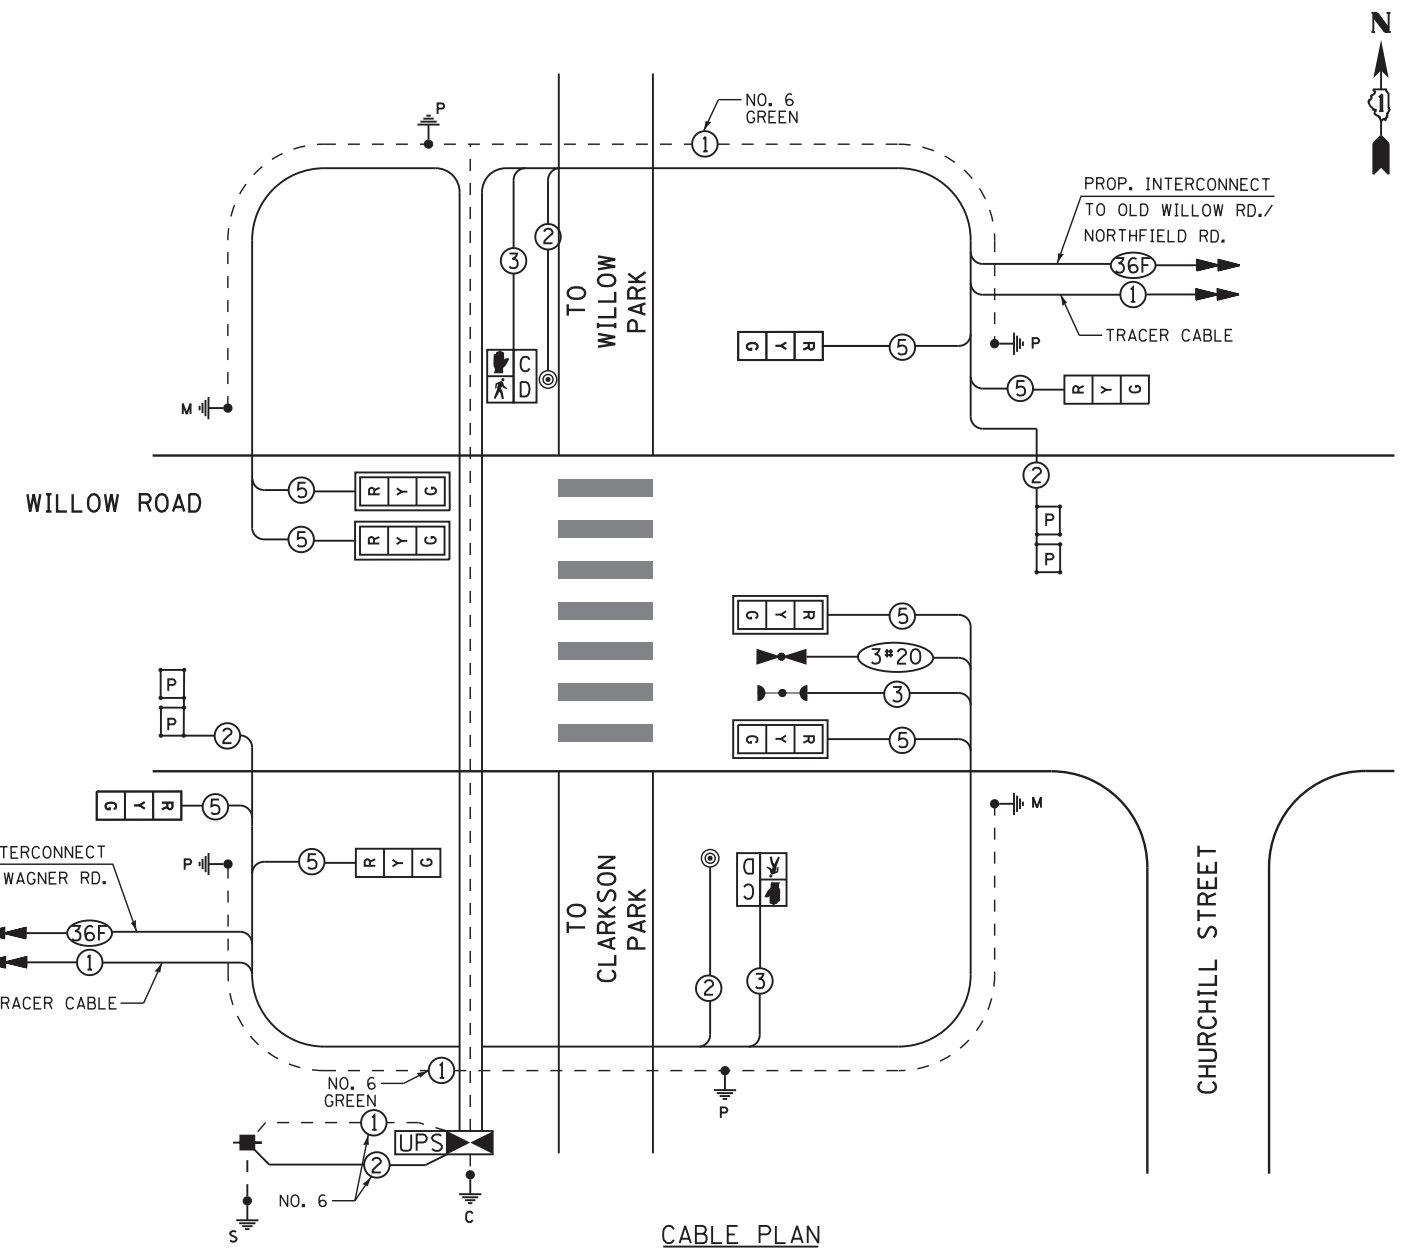 N
1
P
NO. 6
GREEN
1
PROP. INTERCONNECT
TO OLD WILLOW RD./
NORTHFIELD RD.
36F
1
TRACER CABLE
2
3
TO
WILLOW
PARK
C
D
G Y R
5
P
5
R Y G
M
2
P
P
WILLOW ROAD
5
R Y G
5
R Y G
G Y R
5
3#20
3
G Y R
5
P
P
2
G Y R
5
TERCONNECT
WAGNER RD.
P
5
R Y G
36F
1
RACER CABLE
TO
CLARKSON
PARK
D
C
2
3
M
CHURCHILL STREET
NO. 6
GREEN
1
P
1
UPS
2
NO. 6
S
C
CABLE PLAN